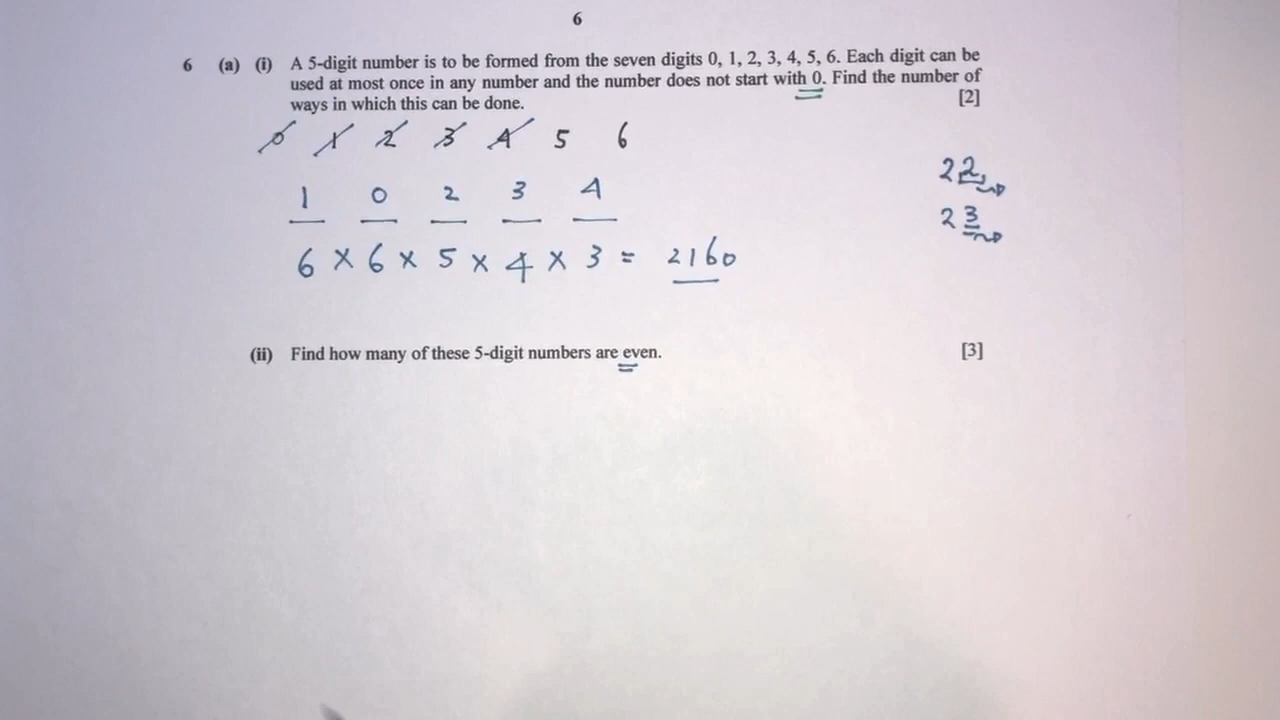 6
6 (a) (i) A 5-digit number is to be formed from the seven digits 0, 1, 2, 3, 4, 5, 6. Each digit can be
used at most once in any number and the number does not start with 0. Find the number of
ways in which this can be done. [2]
0 1 2 3 4 5 6
22
1 0 2 3 4
23
6 × 6 × 5 × 4 × 3 = 2160
(ii) Find how many of these 5-digit numbers are even. [3]